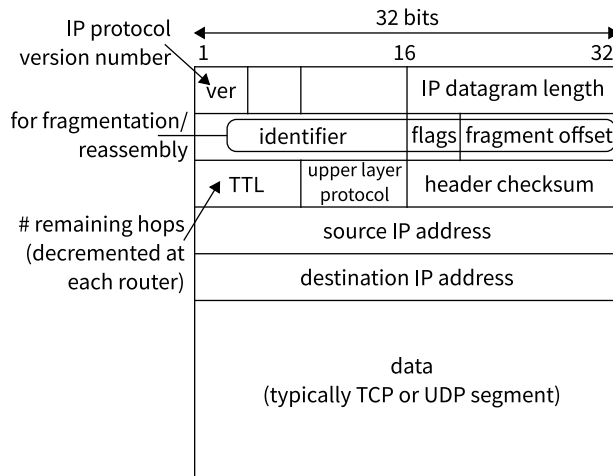 32 bits
IP protocol
version number
1 16 32
ver IP datagram length
for fragmentation/
reassembly
identifier flags fragment offset
TTL upper layer
protocol header checksum
# remaining hops
(decremented at
each router)
source IP address
destination IP address
data
(typically TCP or UDP segment)